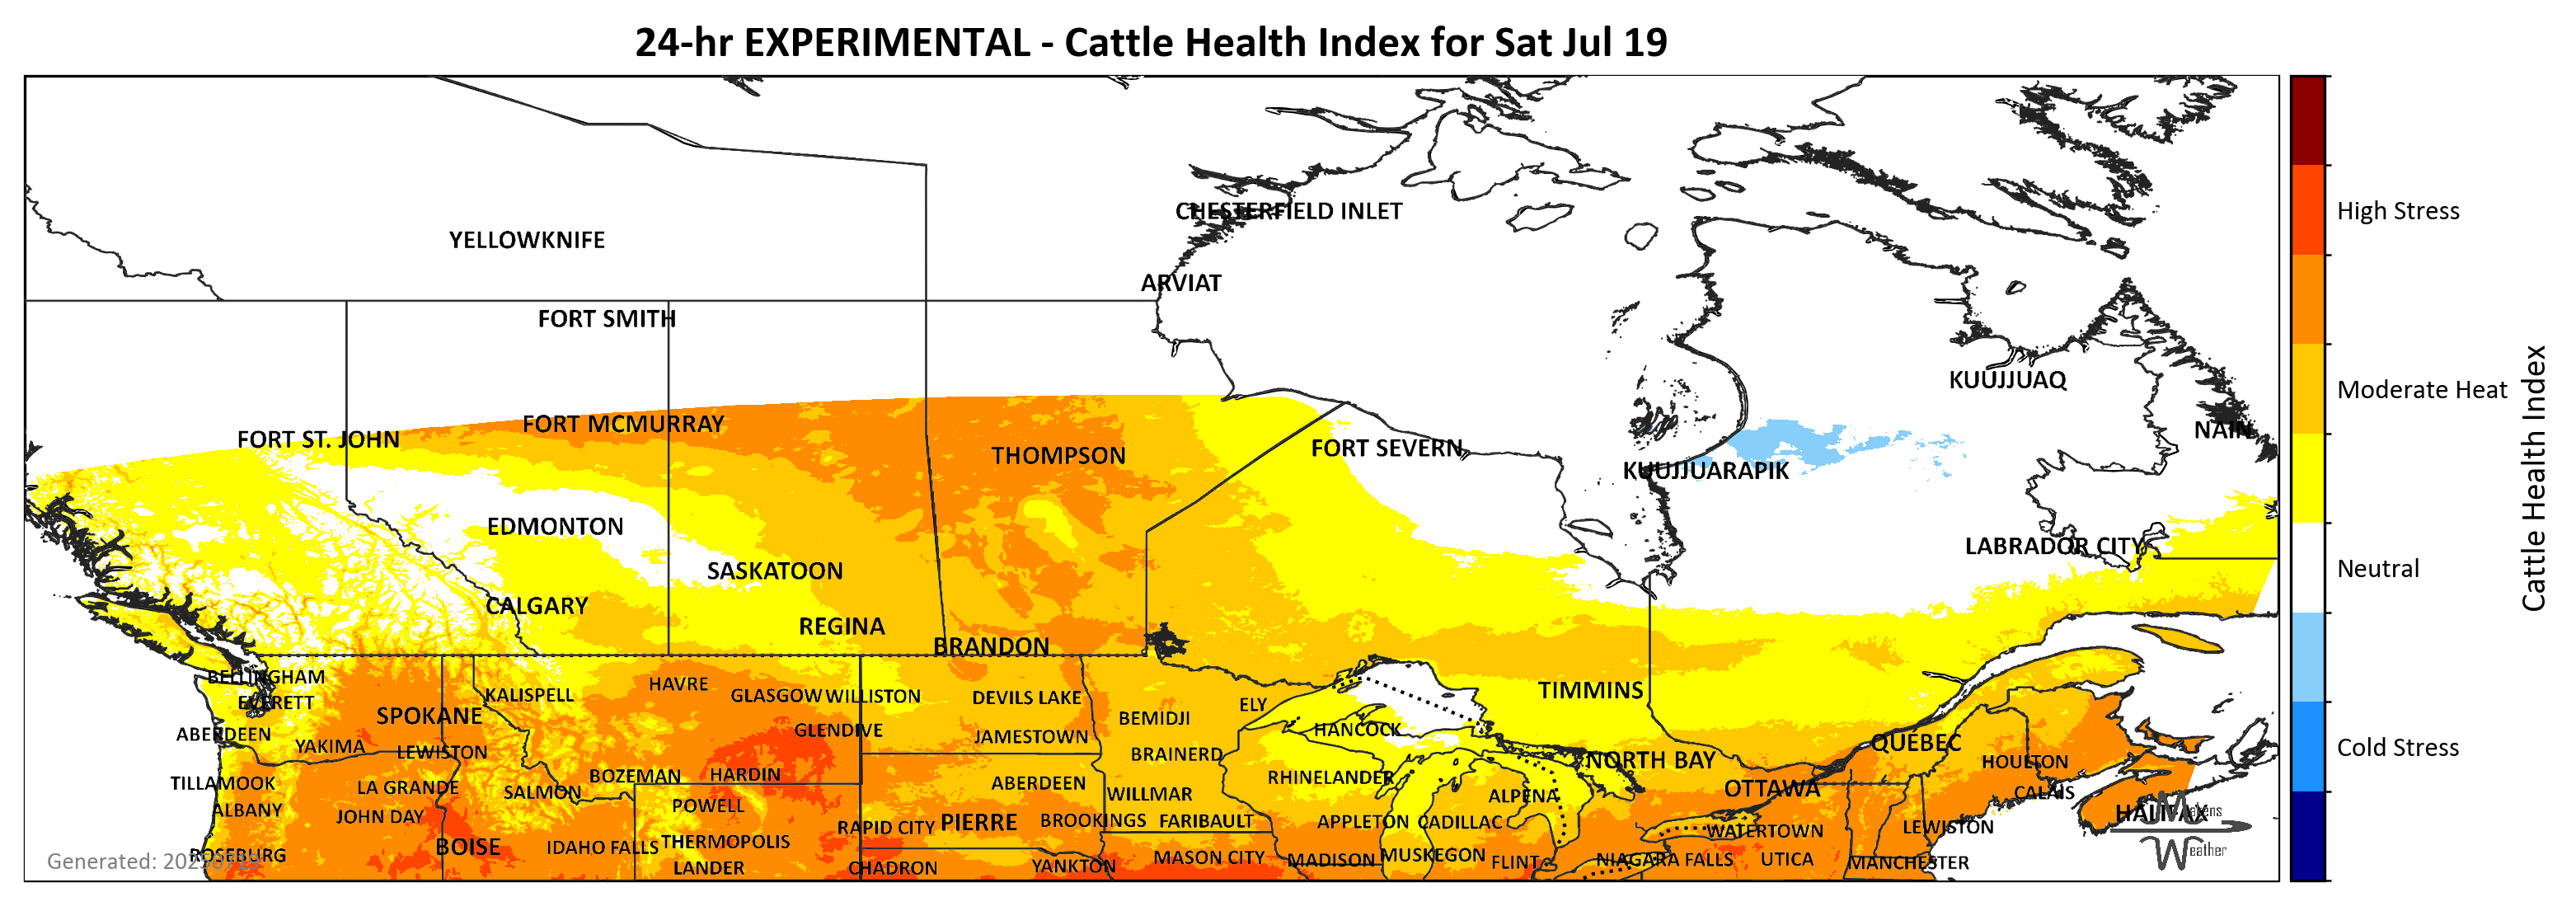 24-hr EXPERIMENTAL - Cattle Health Index for Sat Jul 19
CHESTERFIELD INLET
High Stress
YELLOWKNIFE
ARVIAT
FORT SMITH
KUUJJUAQ
Moderate Heat
Cattle Health Index
FORT MCMURRAY
FORT ST. JOHN
NAIN
THOMPSON
FORT SEVERN
KUUJJUARAPIK
EDMONTON
LABRADOR CITY
SASKATOON
Neutral
CALGARY
REGINA
BRANDON
BELLINGHAM
HAVRE
KALISPELL
GLASGOW
WILLISTON
DEVILS LAKE
TIMMINS
EVERETT
ELY
SPOKANE
BEMIDJI
ABERDEEN
GLENDIVE
JAMESTOWN
HANCOCK
QUEBEC
YAKIMA
LEWISTON
BRAINERD
NORTH BAY
HOULTON
Cold Stress
BOZEMAN
HARDIN
RHINELANDER
TILLAMOOK
LA GRANDE
SALMON
ABERDEEN
WILLMAR
ALPENA
OTTAWA
CALAIS
ALBANY
JOHN DAY
POWELL
HALIFAX
Makens
RAPID CITY
PIERRE
BROOKINGS
FARIBAULT
APPLETON
CADILLAC
WATERTOWN
LEWISTON
BOISE
IDAHO FALLS
THERMOPOLIS
Weather
ROSEBURG
MASON CITY
MADISON
MUSKEGON
FLINT
NIAGARA FALLS
UTICA
MANCHESTER
LANDER
CHADRON
YANKTON
Generated: